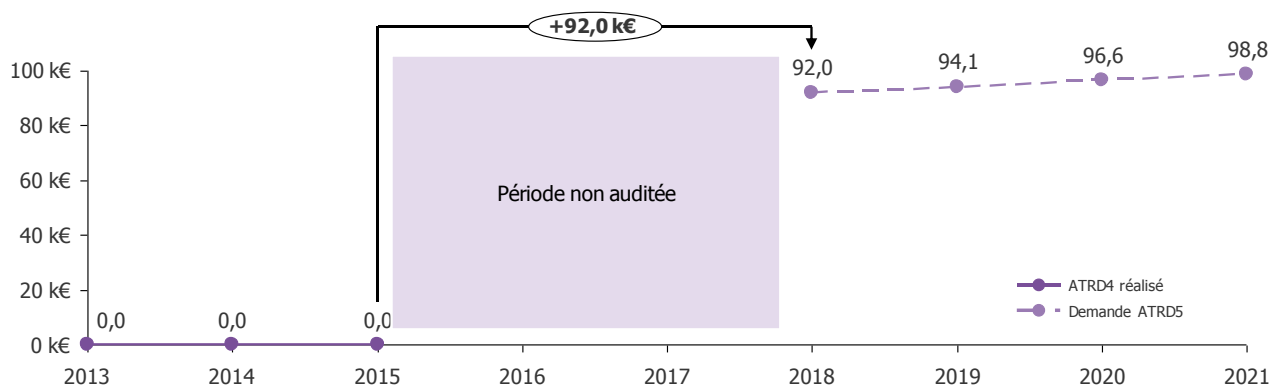 +92,0 k€
100 k€
80 k€
60 k€
40 k€
20 k€
0 k€
92,0
94,1
96,6
98,8
Période non auditée
0,0
0,0
0,0
ATRD4 réalisé
Demande ATRD5
2013
2014
2015
2016
2017
2018
2019
2020
2021